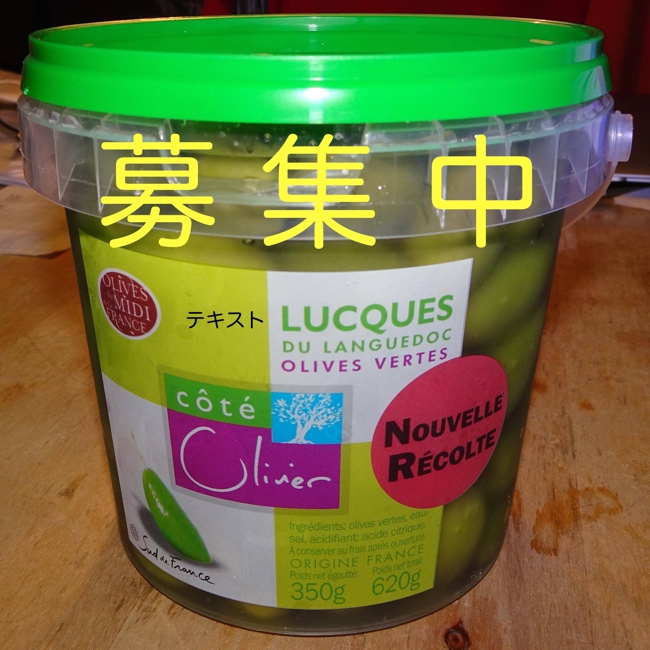 募集中
OLIVES
DU MIDI
FRANCE
テキスト
LUCQUES
DU LANGUEDOC
OLIVES VERTES
côté
Olivier
NOUVELLE
RÉCOLTE
Ingrédients: olives vertes, eau,
sel, acidifiant: acide citrique.
A conserver au frais après ouverture.
ORIGINE FRANCE
Poids net égoutté: Poids net total:
350g 620g
Sud de France